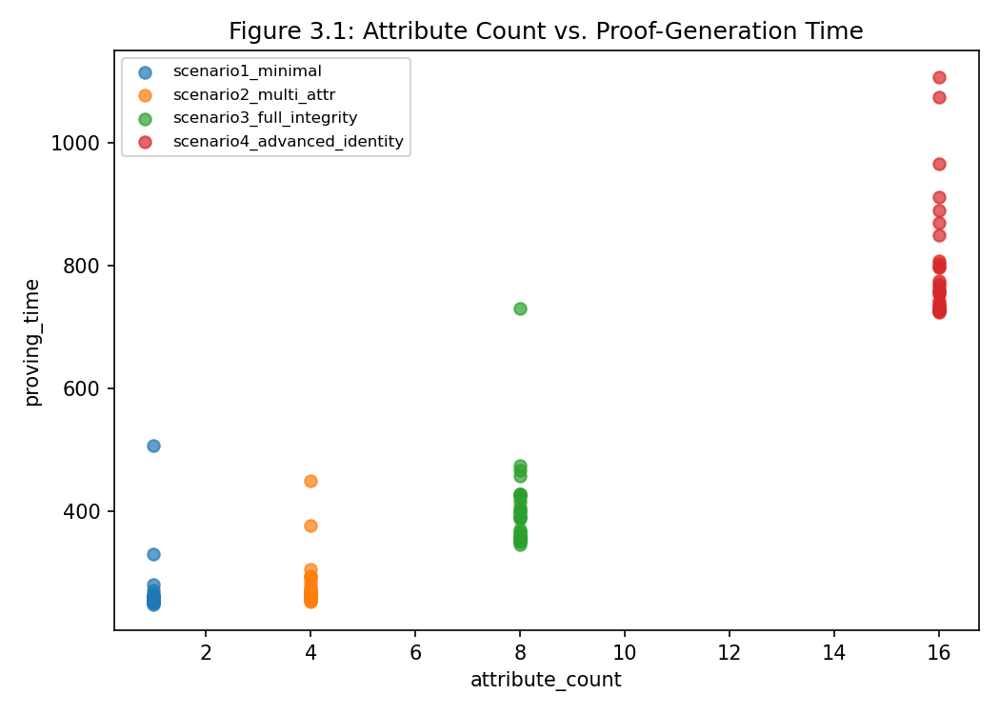 Figure 3.1: Attribute Count vs. Proof-Generation Time
scenario1_minimal
scenario2_multi_attr
scenario3_full_integrity
scenario4_advanced_identity
1000
800
600
400
proving_time
2 4 6 8 10 12 14 16
attribute_count